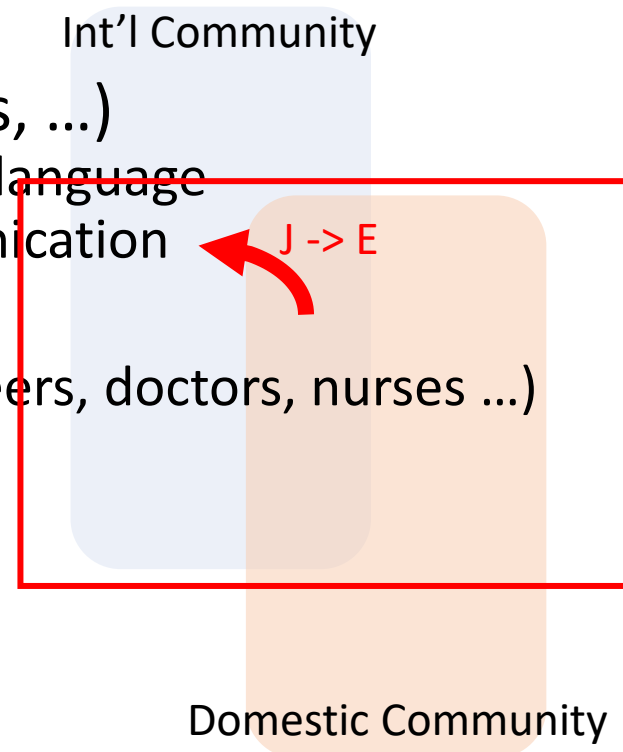 Int'l Community
s, …)
language
nication
J -> E
ers, doctors, nurses …)
Domestic Community